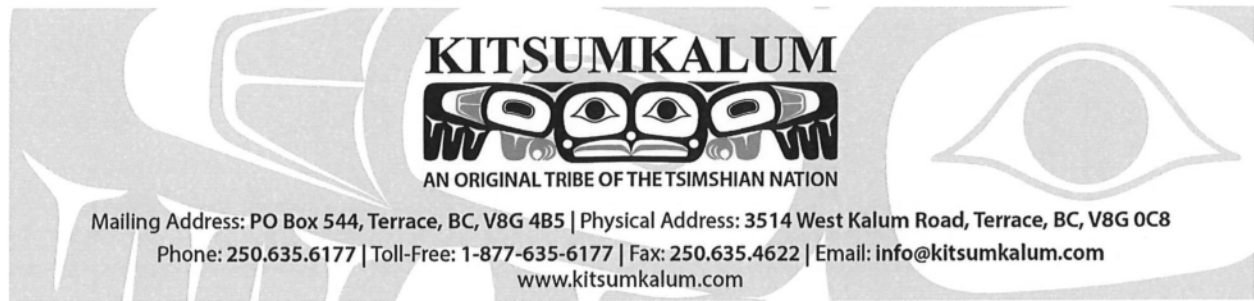 KITSUMKALUM
AN ORIGINAL TRIBE OF THE TSIMSHIAN NATION
Mailing Address: PO Box 544, Terrace, BC, V8G 4B5 | Physical Address: 3514 West Kalum Road, Terrace, BC, V8G 0C8
Phone: 250.635.6177 | Toll-Free: 1-877-635-6177 | Fax: 250.635.4622 | Email: info@kitsumkalum.com
www.kitsumkalum.com